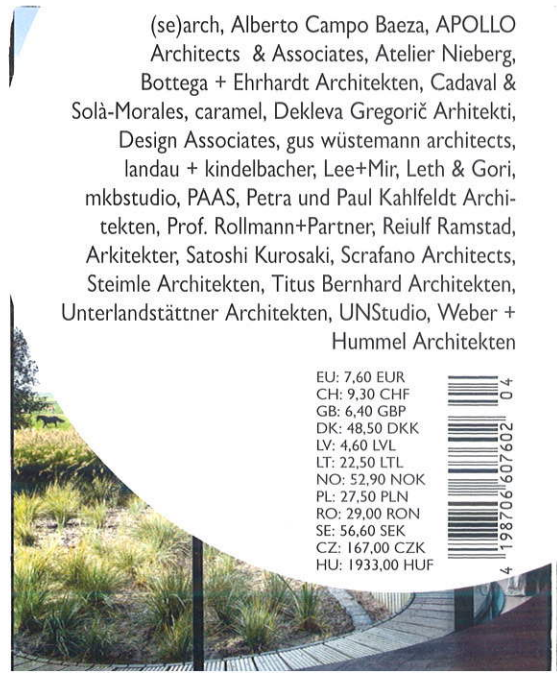 (se)arch, Alberto Campo Baeza, APOLLO
Architects & Associates, Atelier Nieberg,
Bottega + Ehrhardt Architekten, Cadaval &
Solà-Morales, caramel, Dekleva Gregorič Arhitekti,
Design Associates, gus wüstemann architects,
landau + kindelbacher, Lee+Mir, Leth & Gori,
mkbstudio, PAAS, Petra und Paul Kahlfeldt Archi-
tekten, Prof. Rollmann+Partner, Reiulf Ramstad,
Arkitekter, Satoshi Kurosaki, Scrafano Architects,
Steimle Architekten, Titus Bernhard Architekten,
Unterlandstättner Architekten, UNStudio, Weber +
Hummel Architekten
EU: 7,60 EUR
CH: 9,30 CHF
GB: 6,40 GBP
DK: 48,50 DKK
LV: 4,60 LVL
LT: 22,50 LTL
NO: 52,90 NOK
PL: 27,50 PLN
RO: 29,00 RON
SE: 56,60 SEK
CZ: 167,00 CZK
HU: 1933,00 HUF
4 198706 607602 04